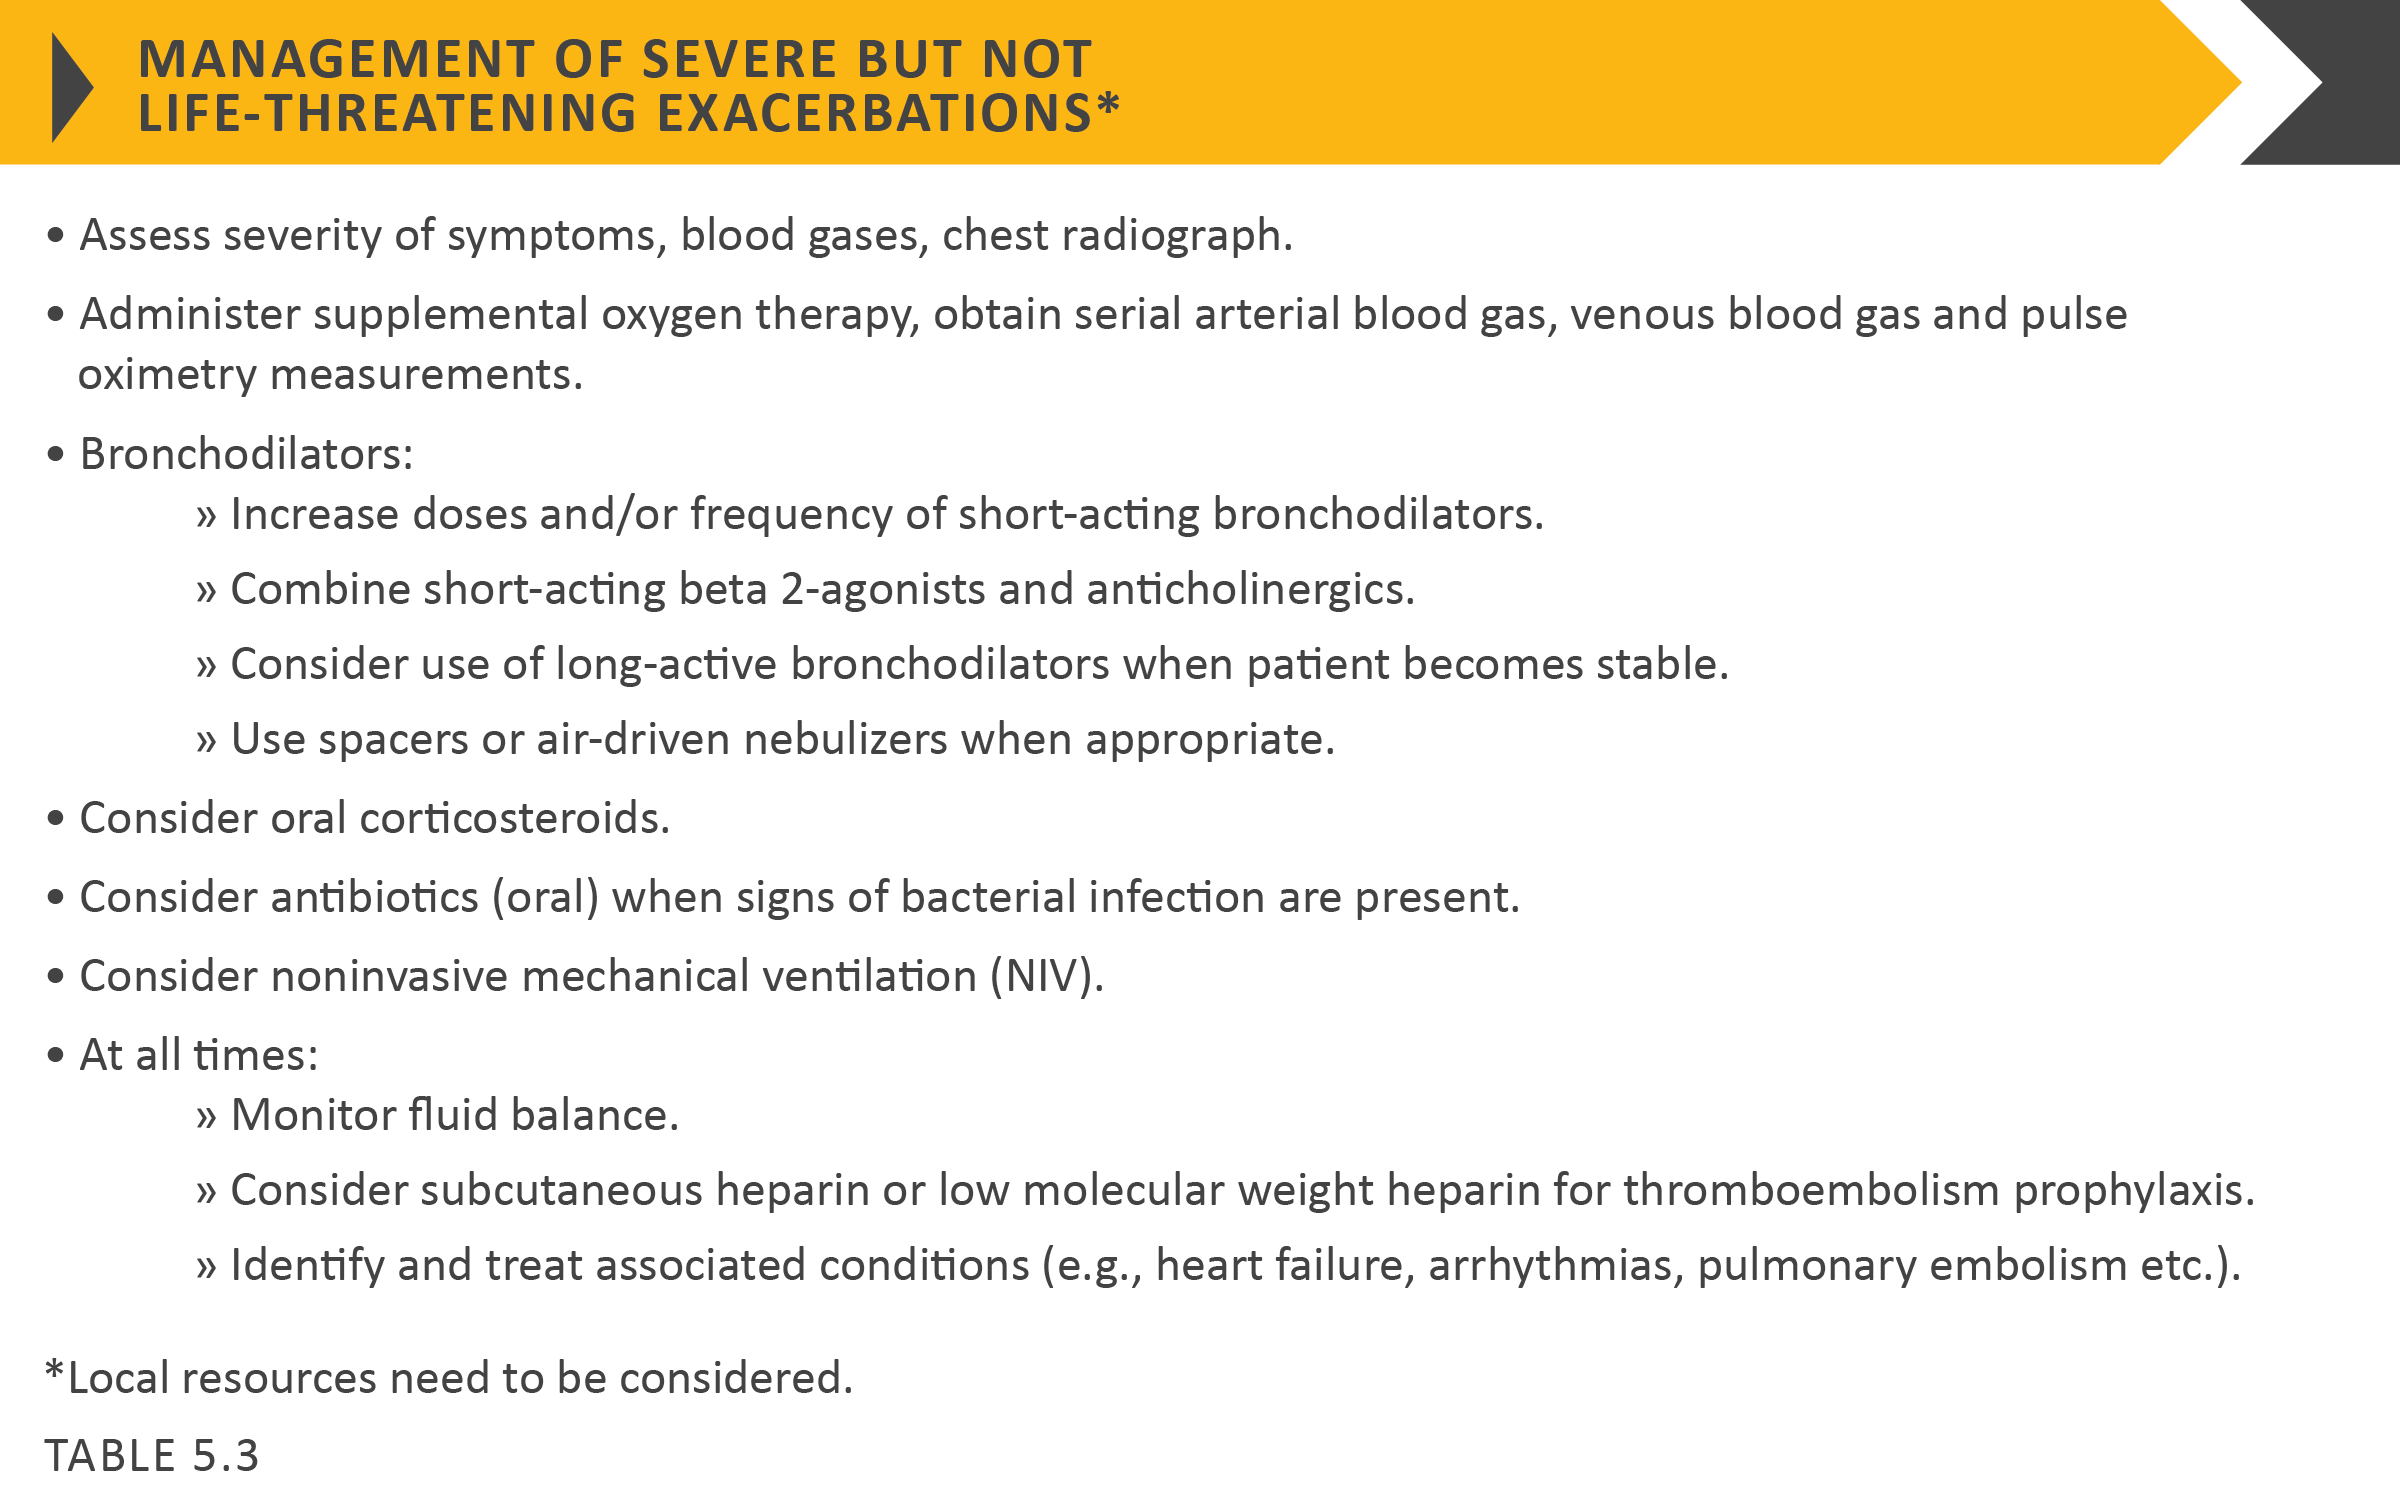 MANAGEMENT OF SEVERE BUT NOT
LIFE-THREATENING EXACERBATIONS*
• Assess severity of symptoms, blood gases, chest radiograph.
• Administer supplemental oxygen therapy, obtain serial arterial blood gas, venous blood gas and pulse
oximetry measurements.
• Bronchodilators:
» Increase doses and/or frequency of short-acting bronchodilators.
» Combine short-acting beta 2-agonists and anticholinergics.
» Consider use of long-active bronchodilators when patient becomes stable.
» Use spacers or air-driven nebulizers when appropriate.
• Consider oral corticosteroids.
• Consider antibiotics (oral) when signs of bacterial infection are present.
• Consider noninvasive mechanical ventilation (NIV).
• At all times:
» Monitor fluid balance.
» Consider subcutaneous heparin or low molecular weight heparin for thromboembolism prophylaxis.
» Identify and treat associated conditions (e.g., heart failure, arrhythmias, pulmonary embolism etc.).
*Local resources need to be considered.
TABLE 5.3